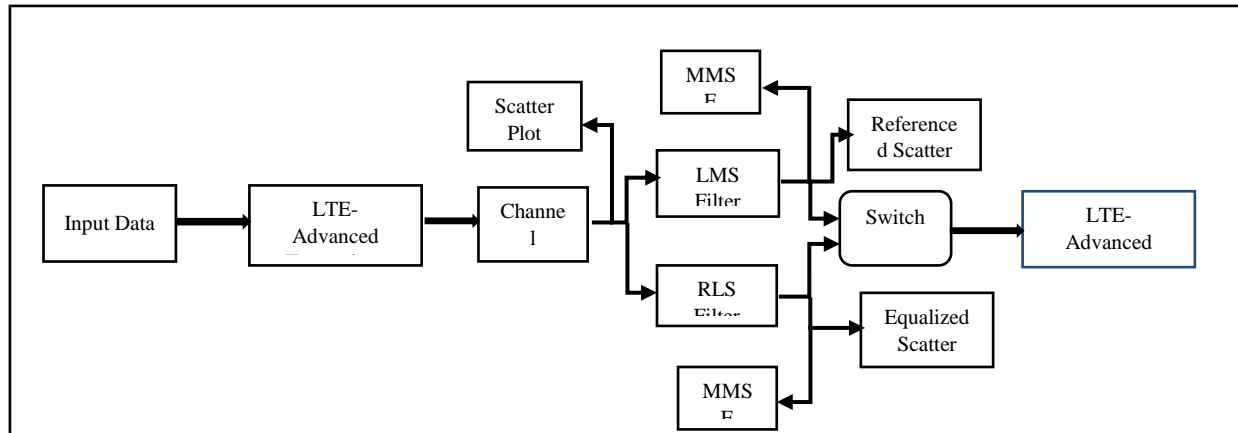 MMS
E
Scatter
Plot
Reference
d Scatter
LMS
Filter
Input Data
LTE-
Advanced
Channe
l
Switch
LTE-
Advanced
RLS
Filter
Equalized
Scatter
MMS
E